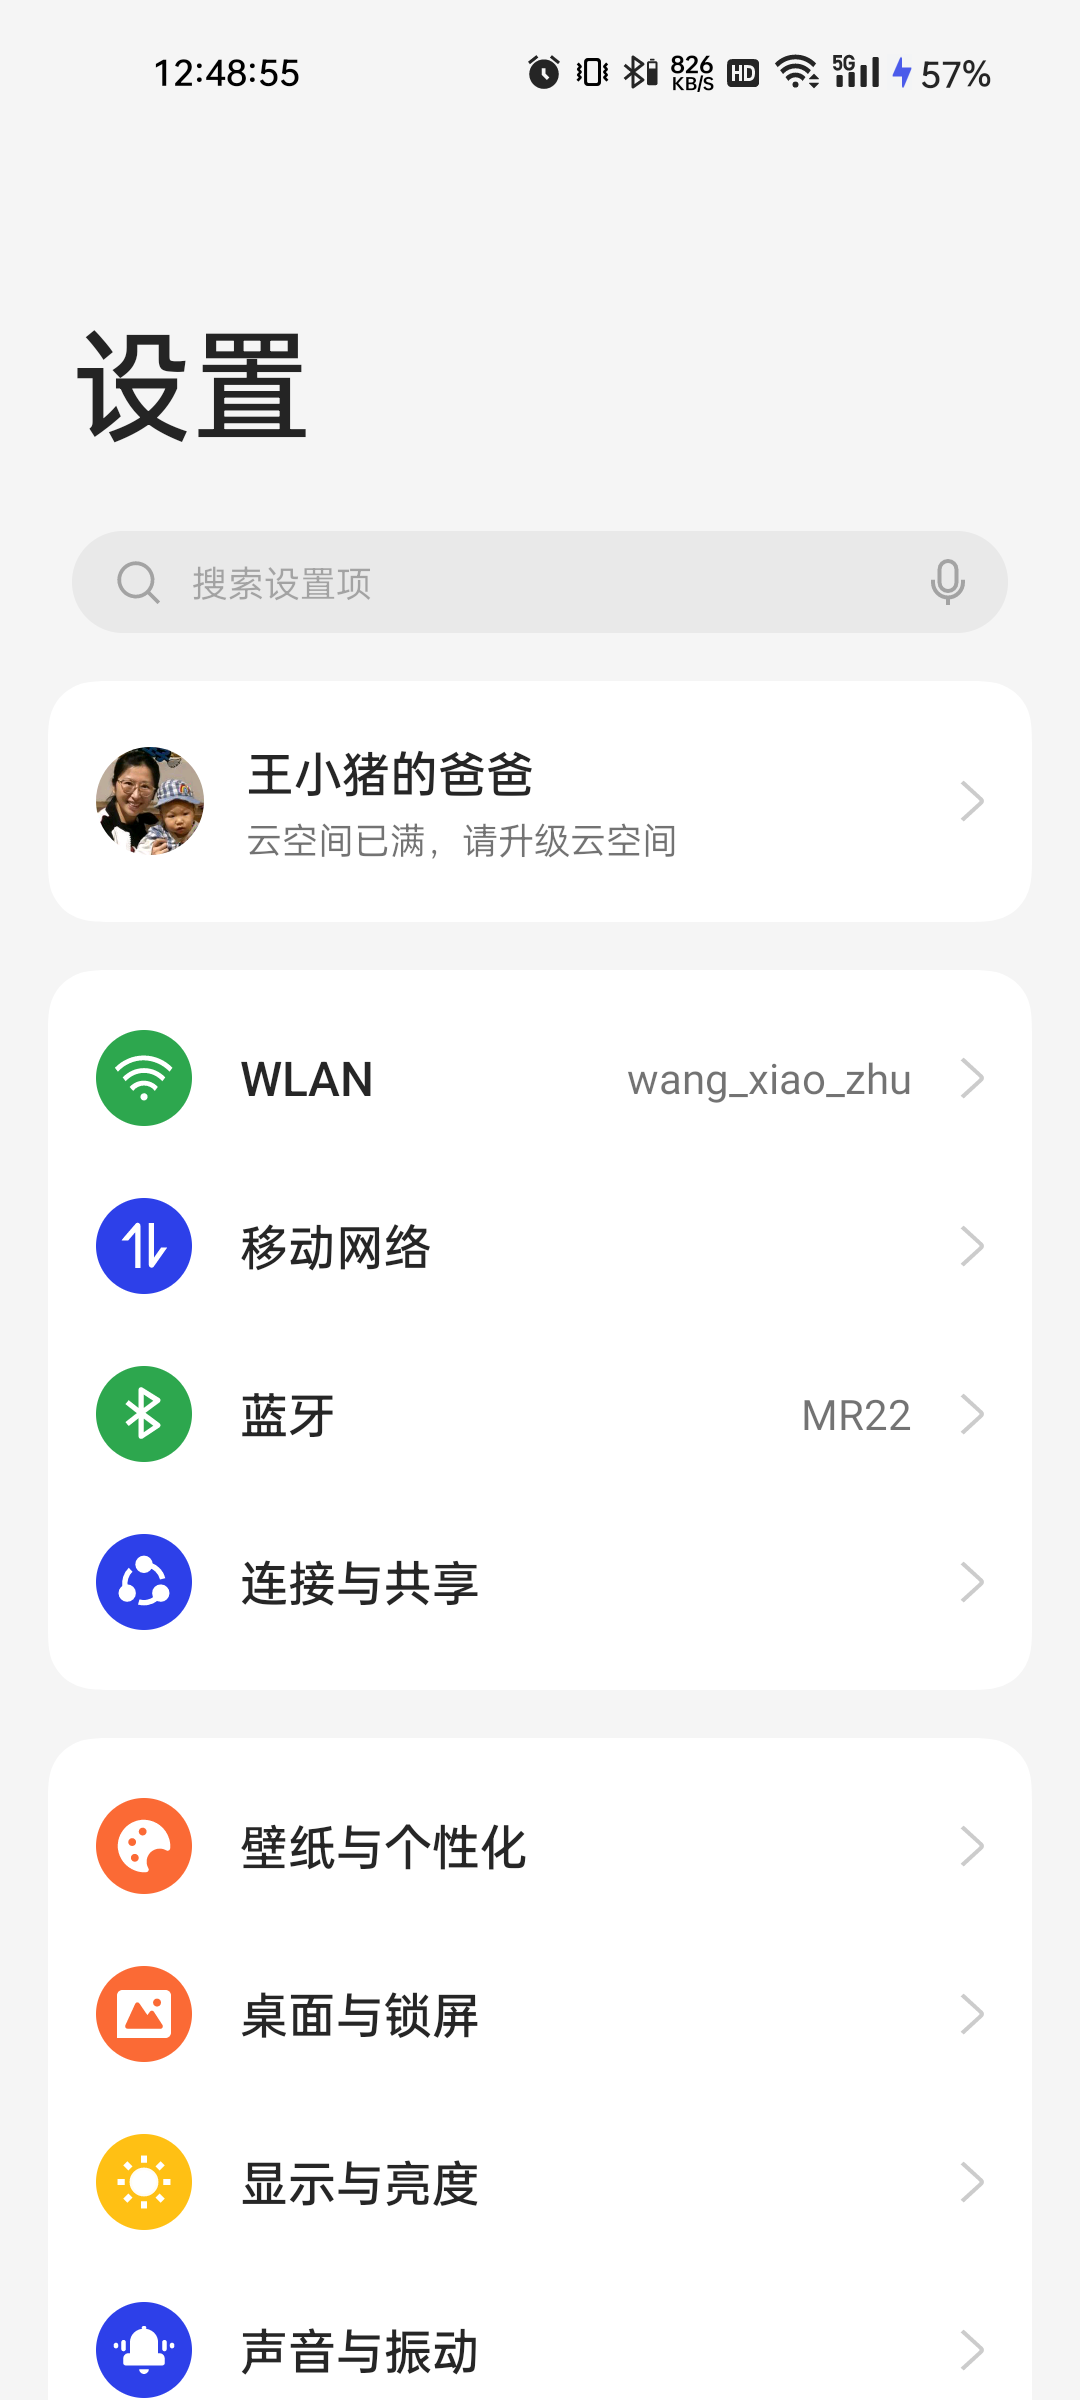 12:48:55
826 KB/S HD 5G 57%
设置
搜索设置项
王小猪的爸爸
云空间已满，请升级云空间
WLAN wang_xiao_zhu
移动网络
蓝牙 MR22
连接与共享
壁纸与个性化
桌面与锁屏
显示与亮度
声音与振动